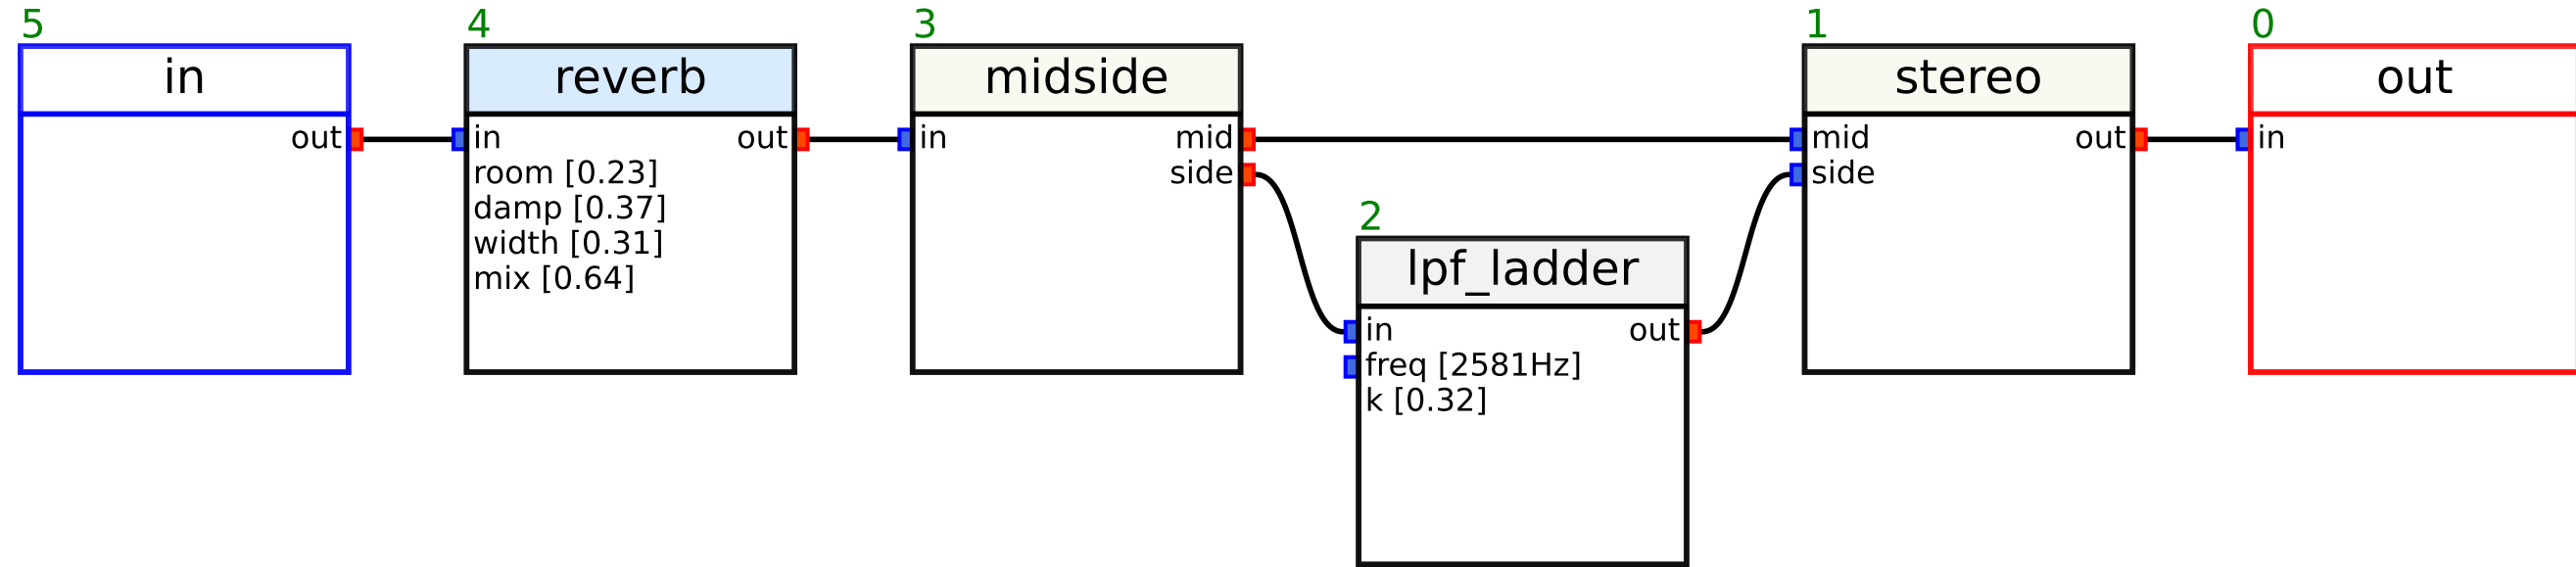 5
in
out
4
reverb
in
out
room [0.23]
damp [0.37]
width [0.31]
mix [0.64]
3
midside
in
mid
side
2
lpf_ladder
in
out
freq [2581Hz]
k [0.32]
1
stereo
mid
out
side
0
out
in